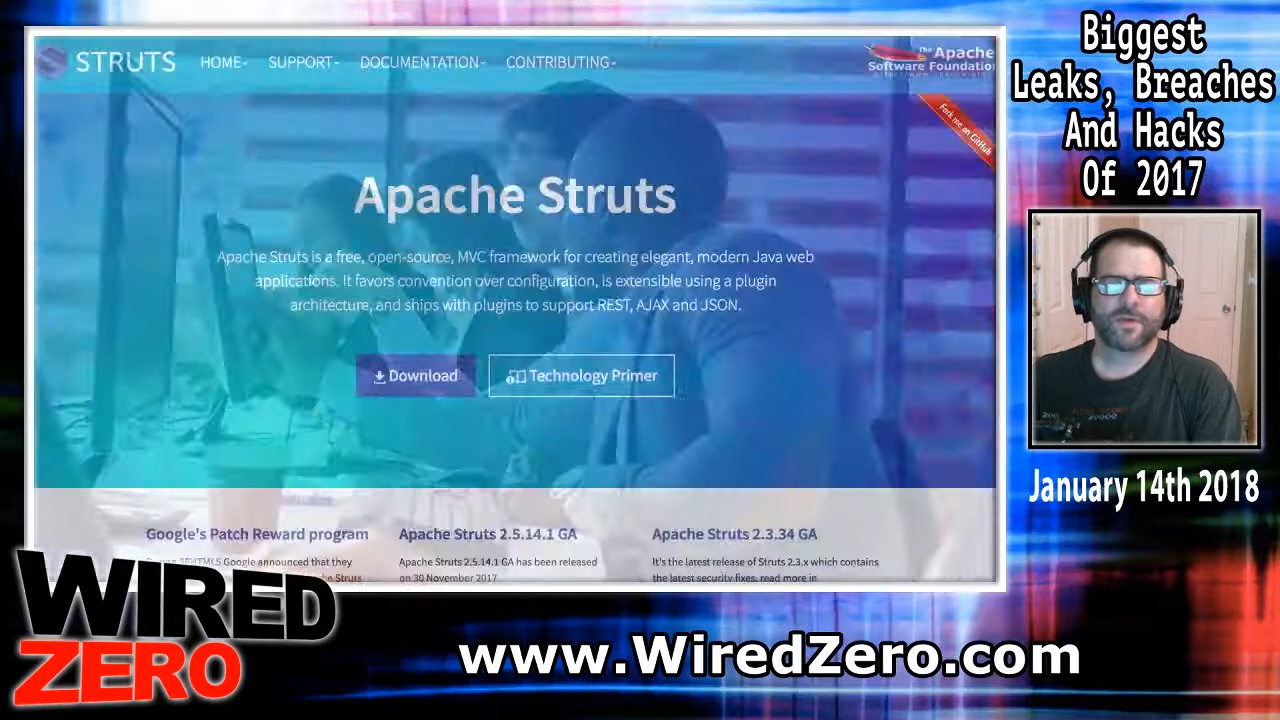 STRUTS HOME SUPPORT DOCUMENTATION CONTRIBUTING
The Apache
Software Foundation
Fork me on GitHub
Apache Struts
Apache Struts is a free, open-source, MVC framework for creating elegant, modern Java web
applications. It favors convention over configuration, is extensible using a plugin
architecture, and ships with plugins to support REST, AJAX and JSON.
Download Technology Primer
Google's Patch Reward program
Google announced that they
Apache Struts 2.5.14.1 GA
Apache Struts 2.5.14.1 GA has been released
on 30 November 2017
Apache Struts 2.3.34 GA
It's the latest release of Struts 2.3.x which contains
the latest security fixes, read more in
Biggest
Leaks, Breaches
And Hacks
Of 2017
200
20000
January 14th 2018
WIRED
ZERO
www.WiredZero.com